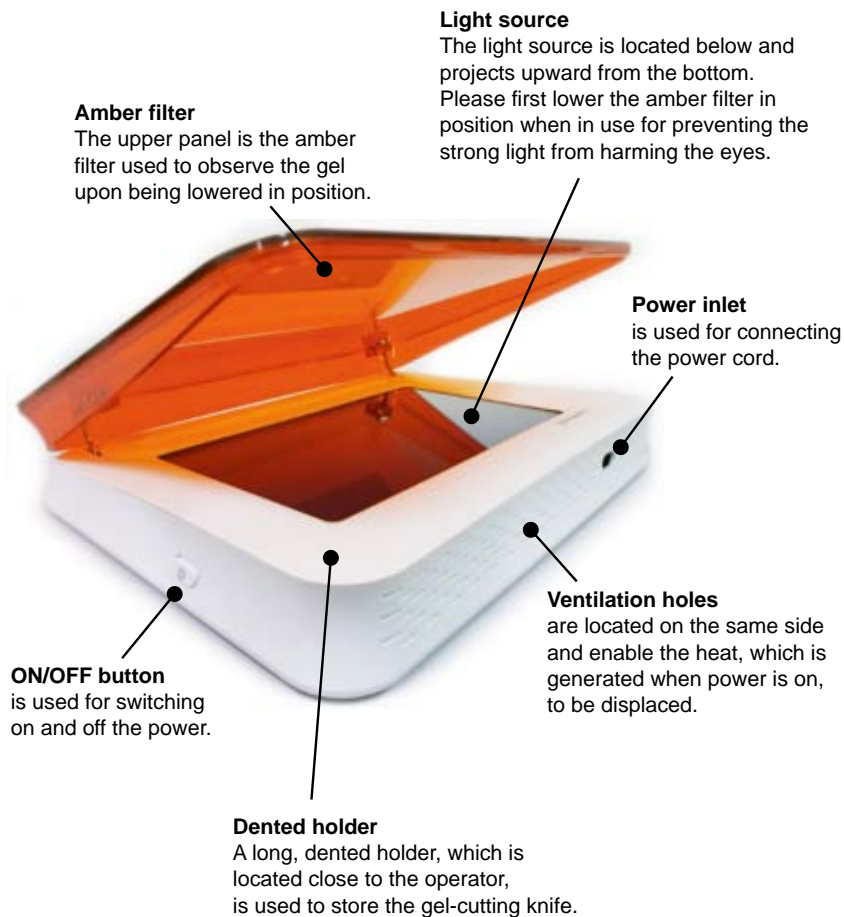 Light source
The light source is located below and
projects upward from the bottom.
Please first lower the amber filter in
position when in use for preventing the
strong light from harming the eyes.
Amber filter
The upper panel is the amber
filter used to observe the gel
upon being lowered in position.
Power inlet
is used for connecting
the power cord.
Ventilation holes
are located on the same side
and enable the heat, which is
generated when power is on,
to be displaced.
ON/OFF button
is used for switching
on and off the power.
Dented holder
A long, dented holder, which is
located close to the operator,
is used to store the gel-cutting knife.